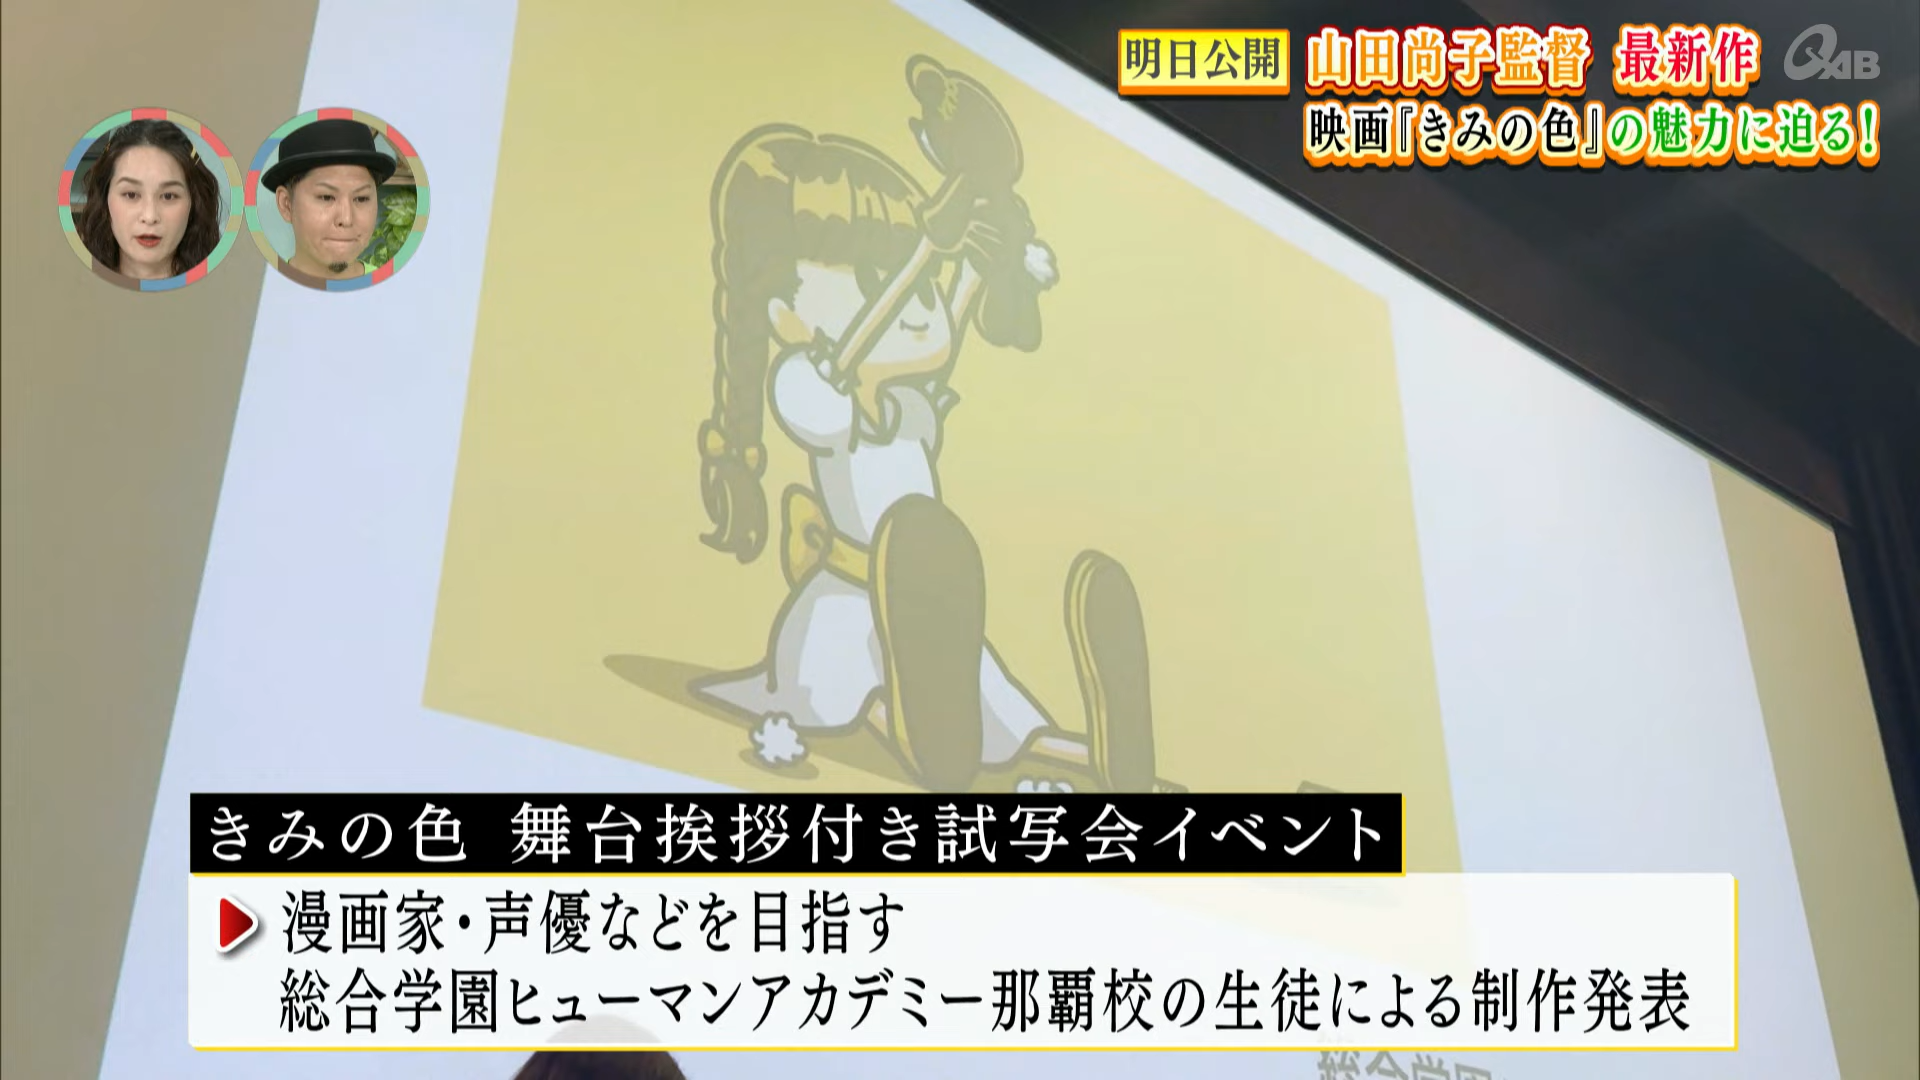 明日公開 山田尚子監督 最新作
映画『きみの色』の魅力に迫る!
QAB
きみの色 舞台挨拶付き試写会イベント
漫画家・声優などを目指す
総合学園ヒューマンアカデミー那覇校の生徒による制作発表